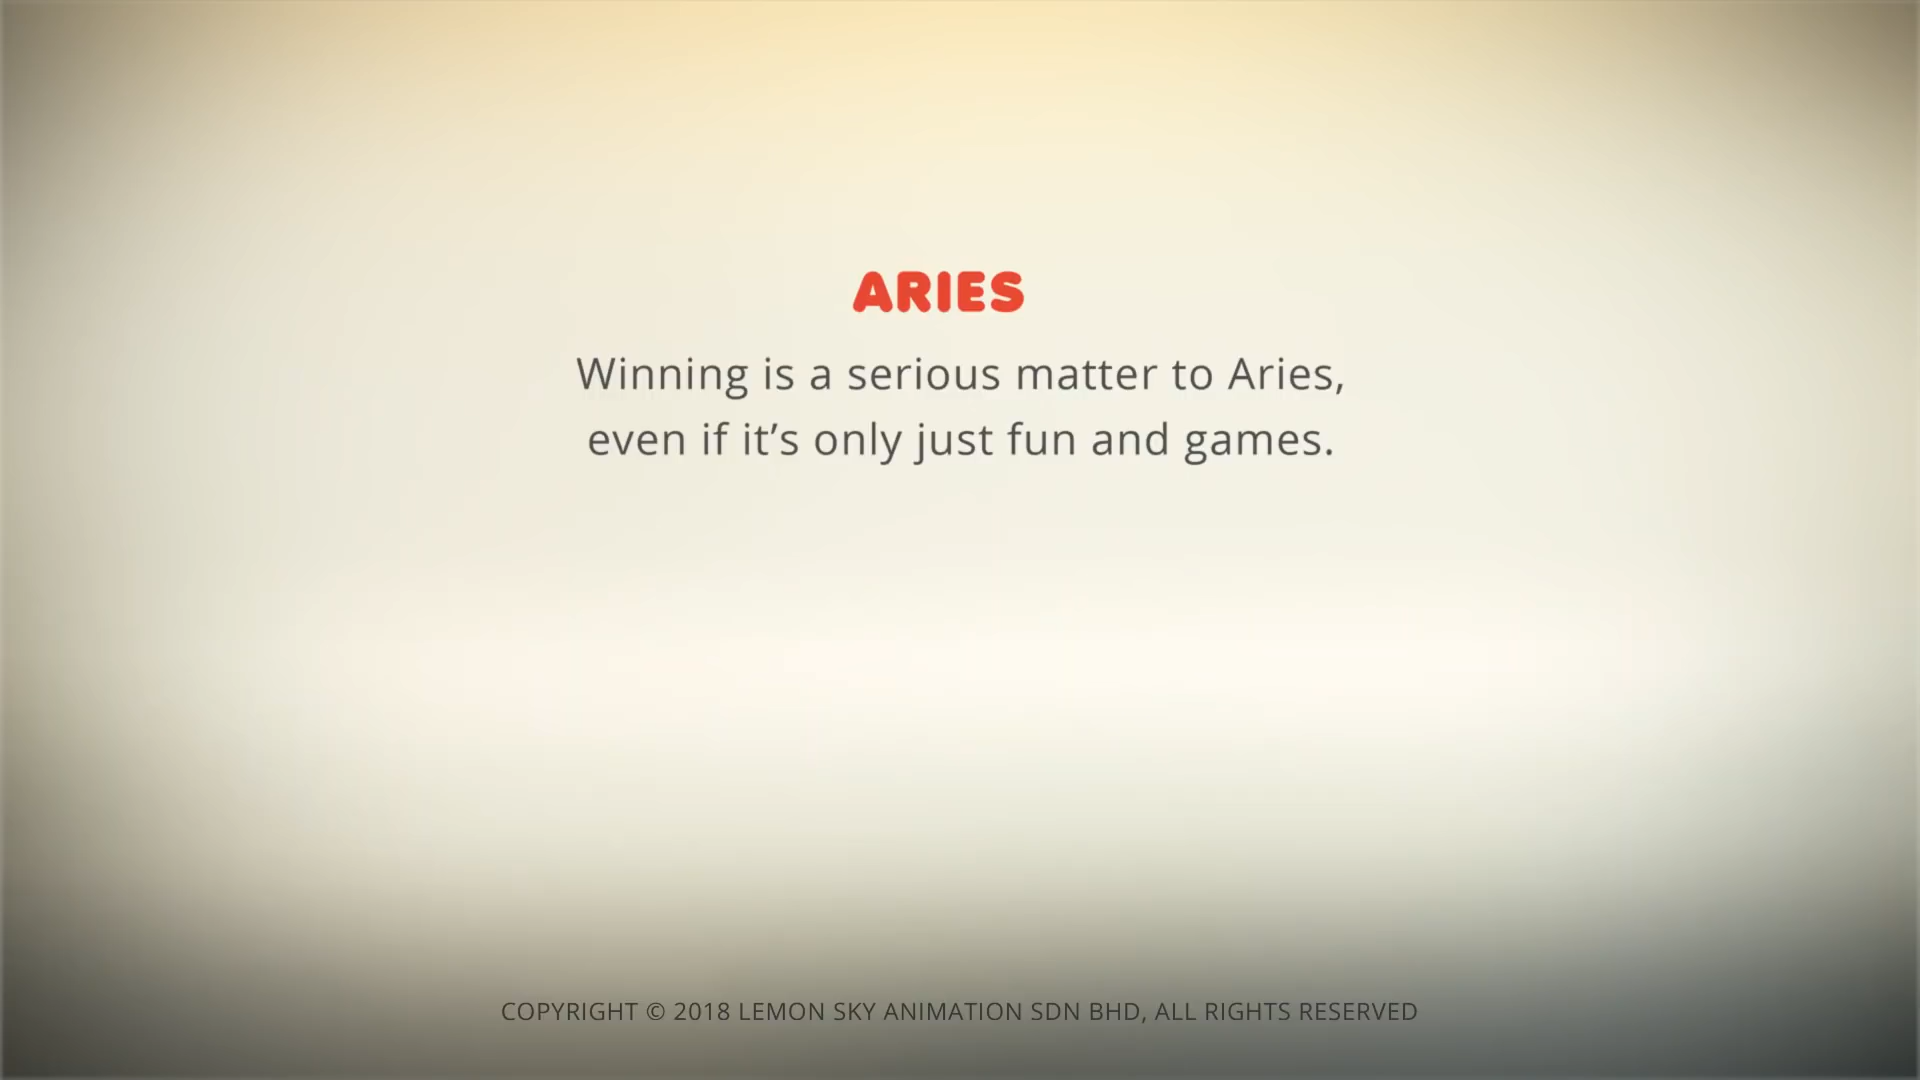 ARIES
Winning is a serious matter to Aries,
even if it’s only just fun and games.
COPYRIGHT © 2018 LEMON SKY ANIMATION SDN BHD, ALL RIGHTS RESERVED